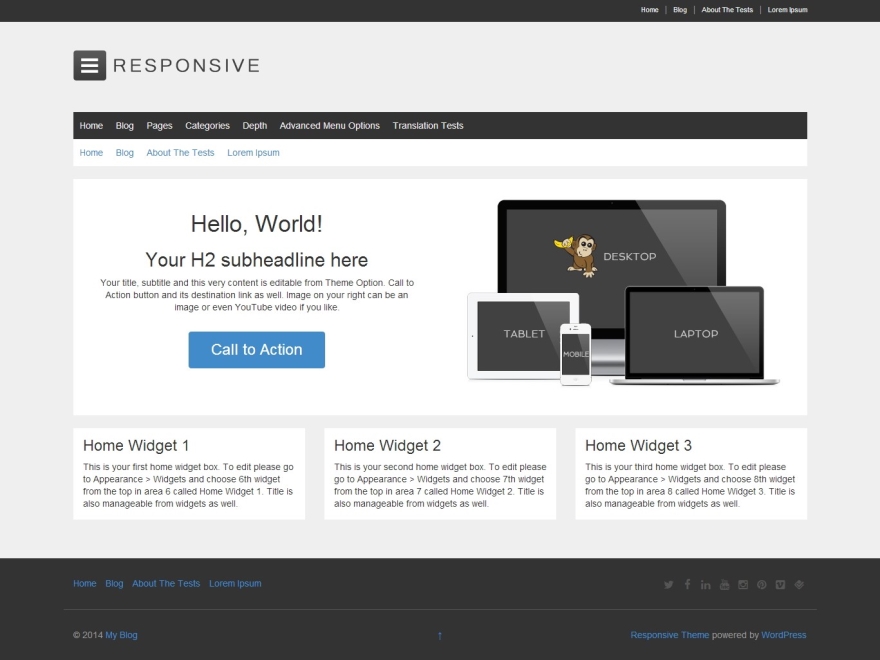 Home | Blog | About The Tests | Lorem Ipsum
RESPONSIVE
Home Blog Pages Categories Depth Advanced Menu Options Translation Tests
Home Blog About The Tests Lorem Ipsum
Hello, World!
Your H2 subheadline here
Your title, subtitle and this very content is editable from Theme Option. Call to
Action button and its destination link as well. Image on your right can be an
image or even YouTube video if you like.
Call to Action
DESKTOP
TABLET
MOBILE
LAPTOP
Home Widget 1
This is your first home widget box. To edit please go
to Appearance > Widgets and choose 6th widget
from the top in area 6 called Home Widget 1. Title is
also manageable from widgets as well.
Home Widget 2
This is your second home widget box. To edit please
go to Appearance > Widgets and choose 7th widget
from the top in area 7 called Home Widget 2. Title is
also manageable from widgets as well.
Home Widget 3
This is your third home widget box. To edit please
go to Appearance > Widgets and choose 8th widget
from the top in area 8 called Home Widget 3. Title is
also manageable from widgets as well.
Home Blog About The Tests Lorem Ipsum
© 2014 My Blog
↑
Responsive Theme powered by WordPress